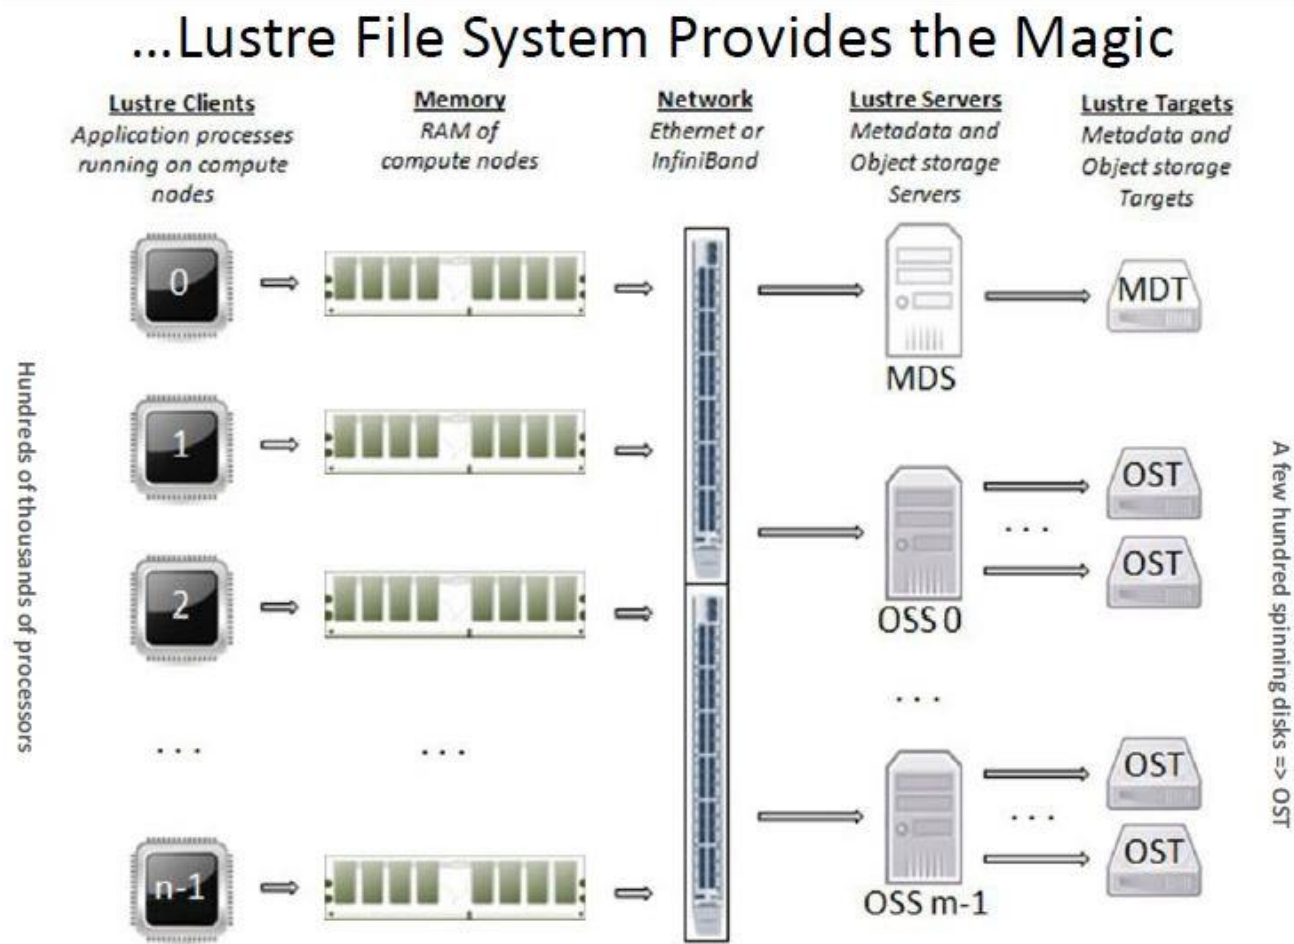 ...Lustre File System Provides the Magic
Lustre Clients
Application processes
running on compute
nodes
Memory
RAM of
compute nodes
Network
Ethernet or
InfiniBand
Lustre Servers
Metadata and
Object storage
Servers
Lustre Targets
Metadata and
Object storage
Targets
Hundreds of thousands of processors
0
1
2
...
n-1
...
MDS
OSS 0
...
OSS m-1
MDT
OST
...
OST
OST
...
OST
A few hundred spinning disks => OST